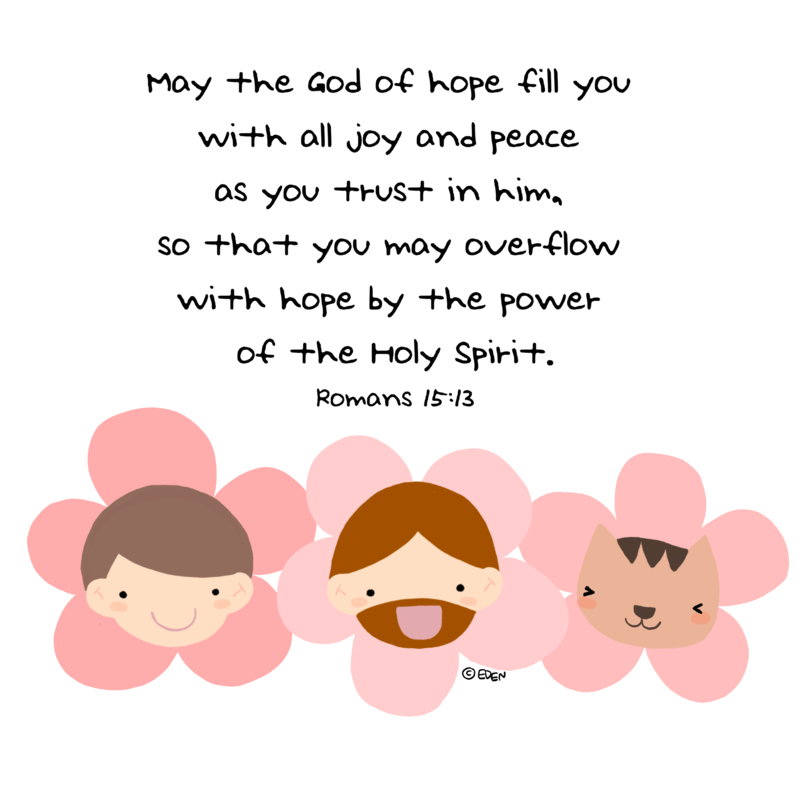 May the God of hope fill you
with all joy and peace
as you trust in him,
so that you may overflow
with hope by the power
of the Holy Spirit.
Romans 15:13
© EDEN